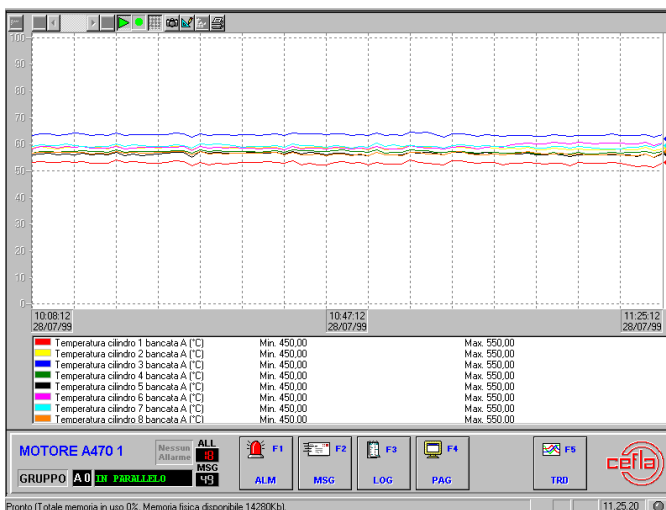 100
90
80
70
60
50
40
30
20
10
0
10:08:12 10:47:12 11:25:12
28/07/99 28/07/99 28/07/99
Temperatura cilindro 1 bancata A (°C) Min. 450,00 Max. 550,00
Temperatura cilindro 2 bancata A (°C) Min. 450,00 Max. 550,00
Temperatura cilindro 3 bancata A (°C) Min. 450,00 Max. 550,00
Temperatura cilindro 4 bancata A (°C) Min. 450,00 Max. 550,00
Temperatura cilindro 5 bancata A (°C) Min. 450,00 Max. 550,00
Temperatura cilindro 6 bancata A (°C) Min. 450,00 Max. 550,00
Temperatura cilindro 7 bancata A (°C) Min. 450,00 Max. 550,00
Temperatura cilindro 8 bancata A (°C) Min. 450,00 Max. 550,00
MOTORE A470 1 Nessun Allarme ALL 18 F1 F2 F3 F4 F5
GRUPPO A0 IN PARALLELO MSG 49 ALM MSG LOG PAG TRD
cefla
Pronto (Totale memoria in uso 0%. Memoria fisica disponibile 14280Kb). 11.25.20